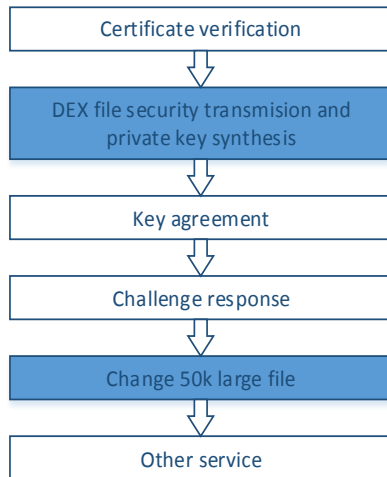 Certificate verification
DEX file security transmision and
private key synthesis
Key agreement
Challenge response
Change 50k large file
Other service